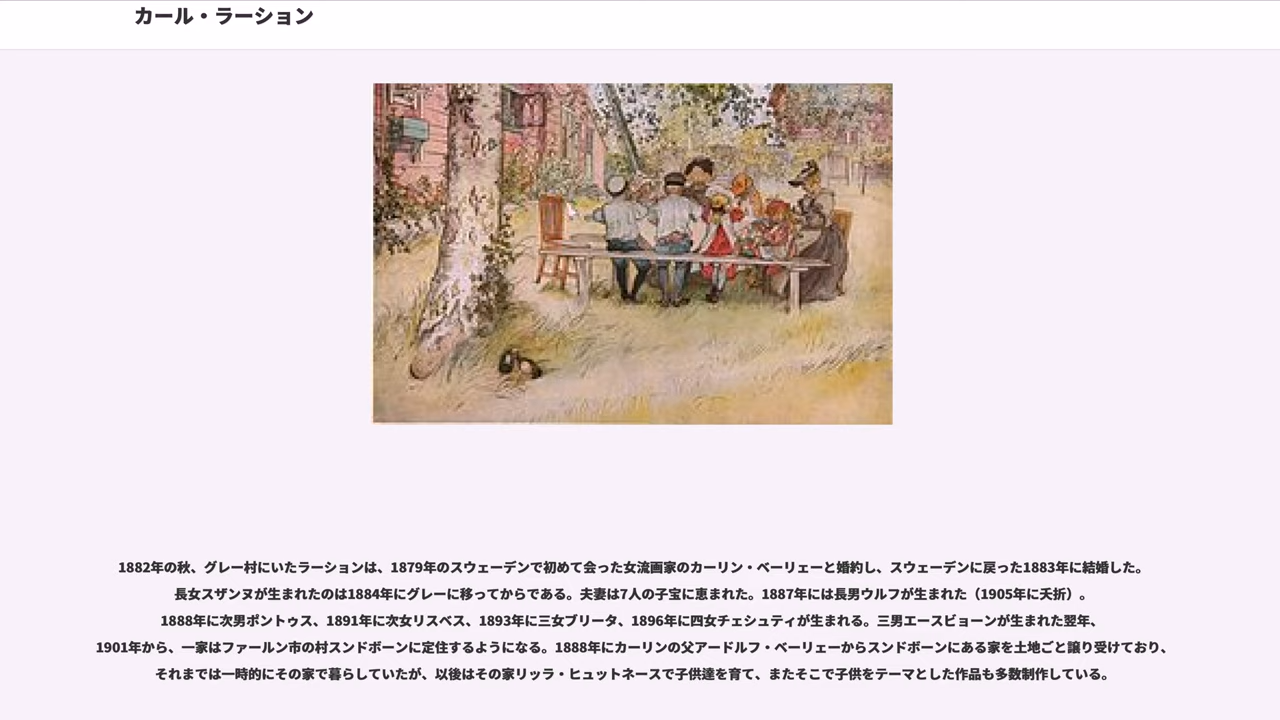 カール・ラーション
1882年の秋、グレー村にいたラーションは、1879年のスウェーデンで初めて会った女流画家のカーリン・ベーリェーと婚約し、スウェーデンに戻った1883年に結婚した。
長女スザンヌが生まれたのは1884年にグレーに移ってからである。夫妻は7人の子宝に恵まれた。1887年には長男ウルフが生まれた（1905年に夭折）。
1888年に次男ポントゥス、1891年に次女リスベス、1893年に三女ブリータ、1896年に四女チェシュティが生まれる。三男エースビョーンが生まれた翌年、
1901年から、一家はファールン市の村スンドボーンに定住するようになる。1888年にカーリンの父アードルフ・ベーリェーからスンドボーンにある家を土地ごと譲り受けており、
それまでは一時的にその家で暮らしていたが、以後はその家リッラ・ヒュットネースで子供達を育て、またそこで子供をテーマとした作品も多数制作している。